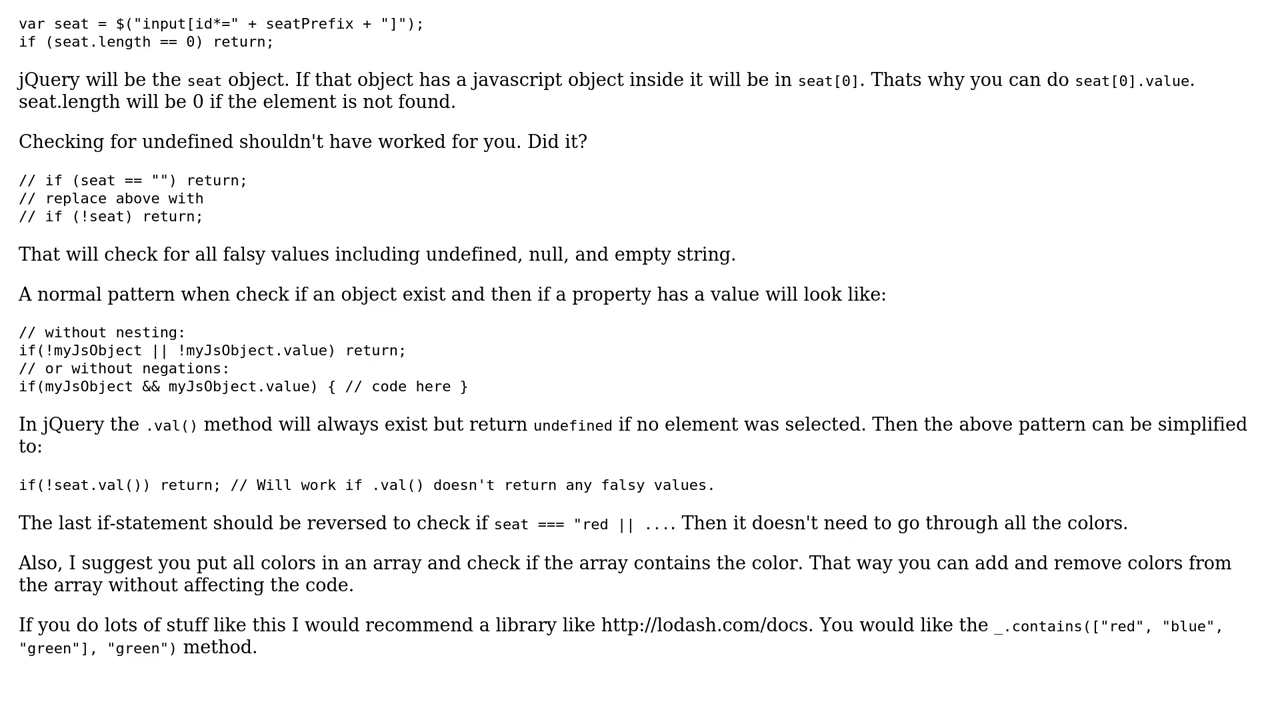 var seat = $("input[id*=" + seatPrefix + "]");
if (seat.length == 0) return;
jQuery will be the seat object. If that object has a javascript object inside it will be in seat[0]. Thats why you can do seat[0].value.
seat.length will be 0 if the element is not found.
Checking for undefined shouldn't have worked for you. Did it?
// if (seat == "") return;
// replace above with
// if (!seat) return;
That will check for all falsy values including undefined, null, and empty string.
A normal pattern when check if an object exist and then if a property has a value will look like:
// without nesting:
if(!myJsObject || !myJsObject.value) return;
// or without negations:
if(myJsObject && myJsObject.value) { // code here }
In jQuery the .val() method will always exist but return undefined if no element was selected. Then the above pattern can be simplified
to:
if(!seat.val()) return; // Will work if .val() doesn't return any falsy values.
The last if-statement should be reversed to check if seat === "red || .... Then it doesn't need to go through all the colors.
Also, I suggest you put all colors in an array and check if the array contains the color. That way you can add and remove colors from
the array without affecting the code.
If you do lots of stuff like this I would recommend a library like http://lodash.com/docs. You would like the _.contains(["red", "blue",
"green"], "green") method.